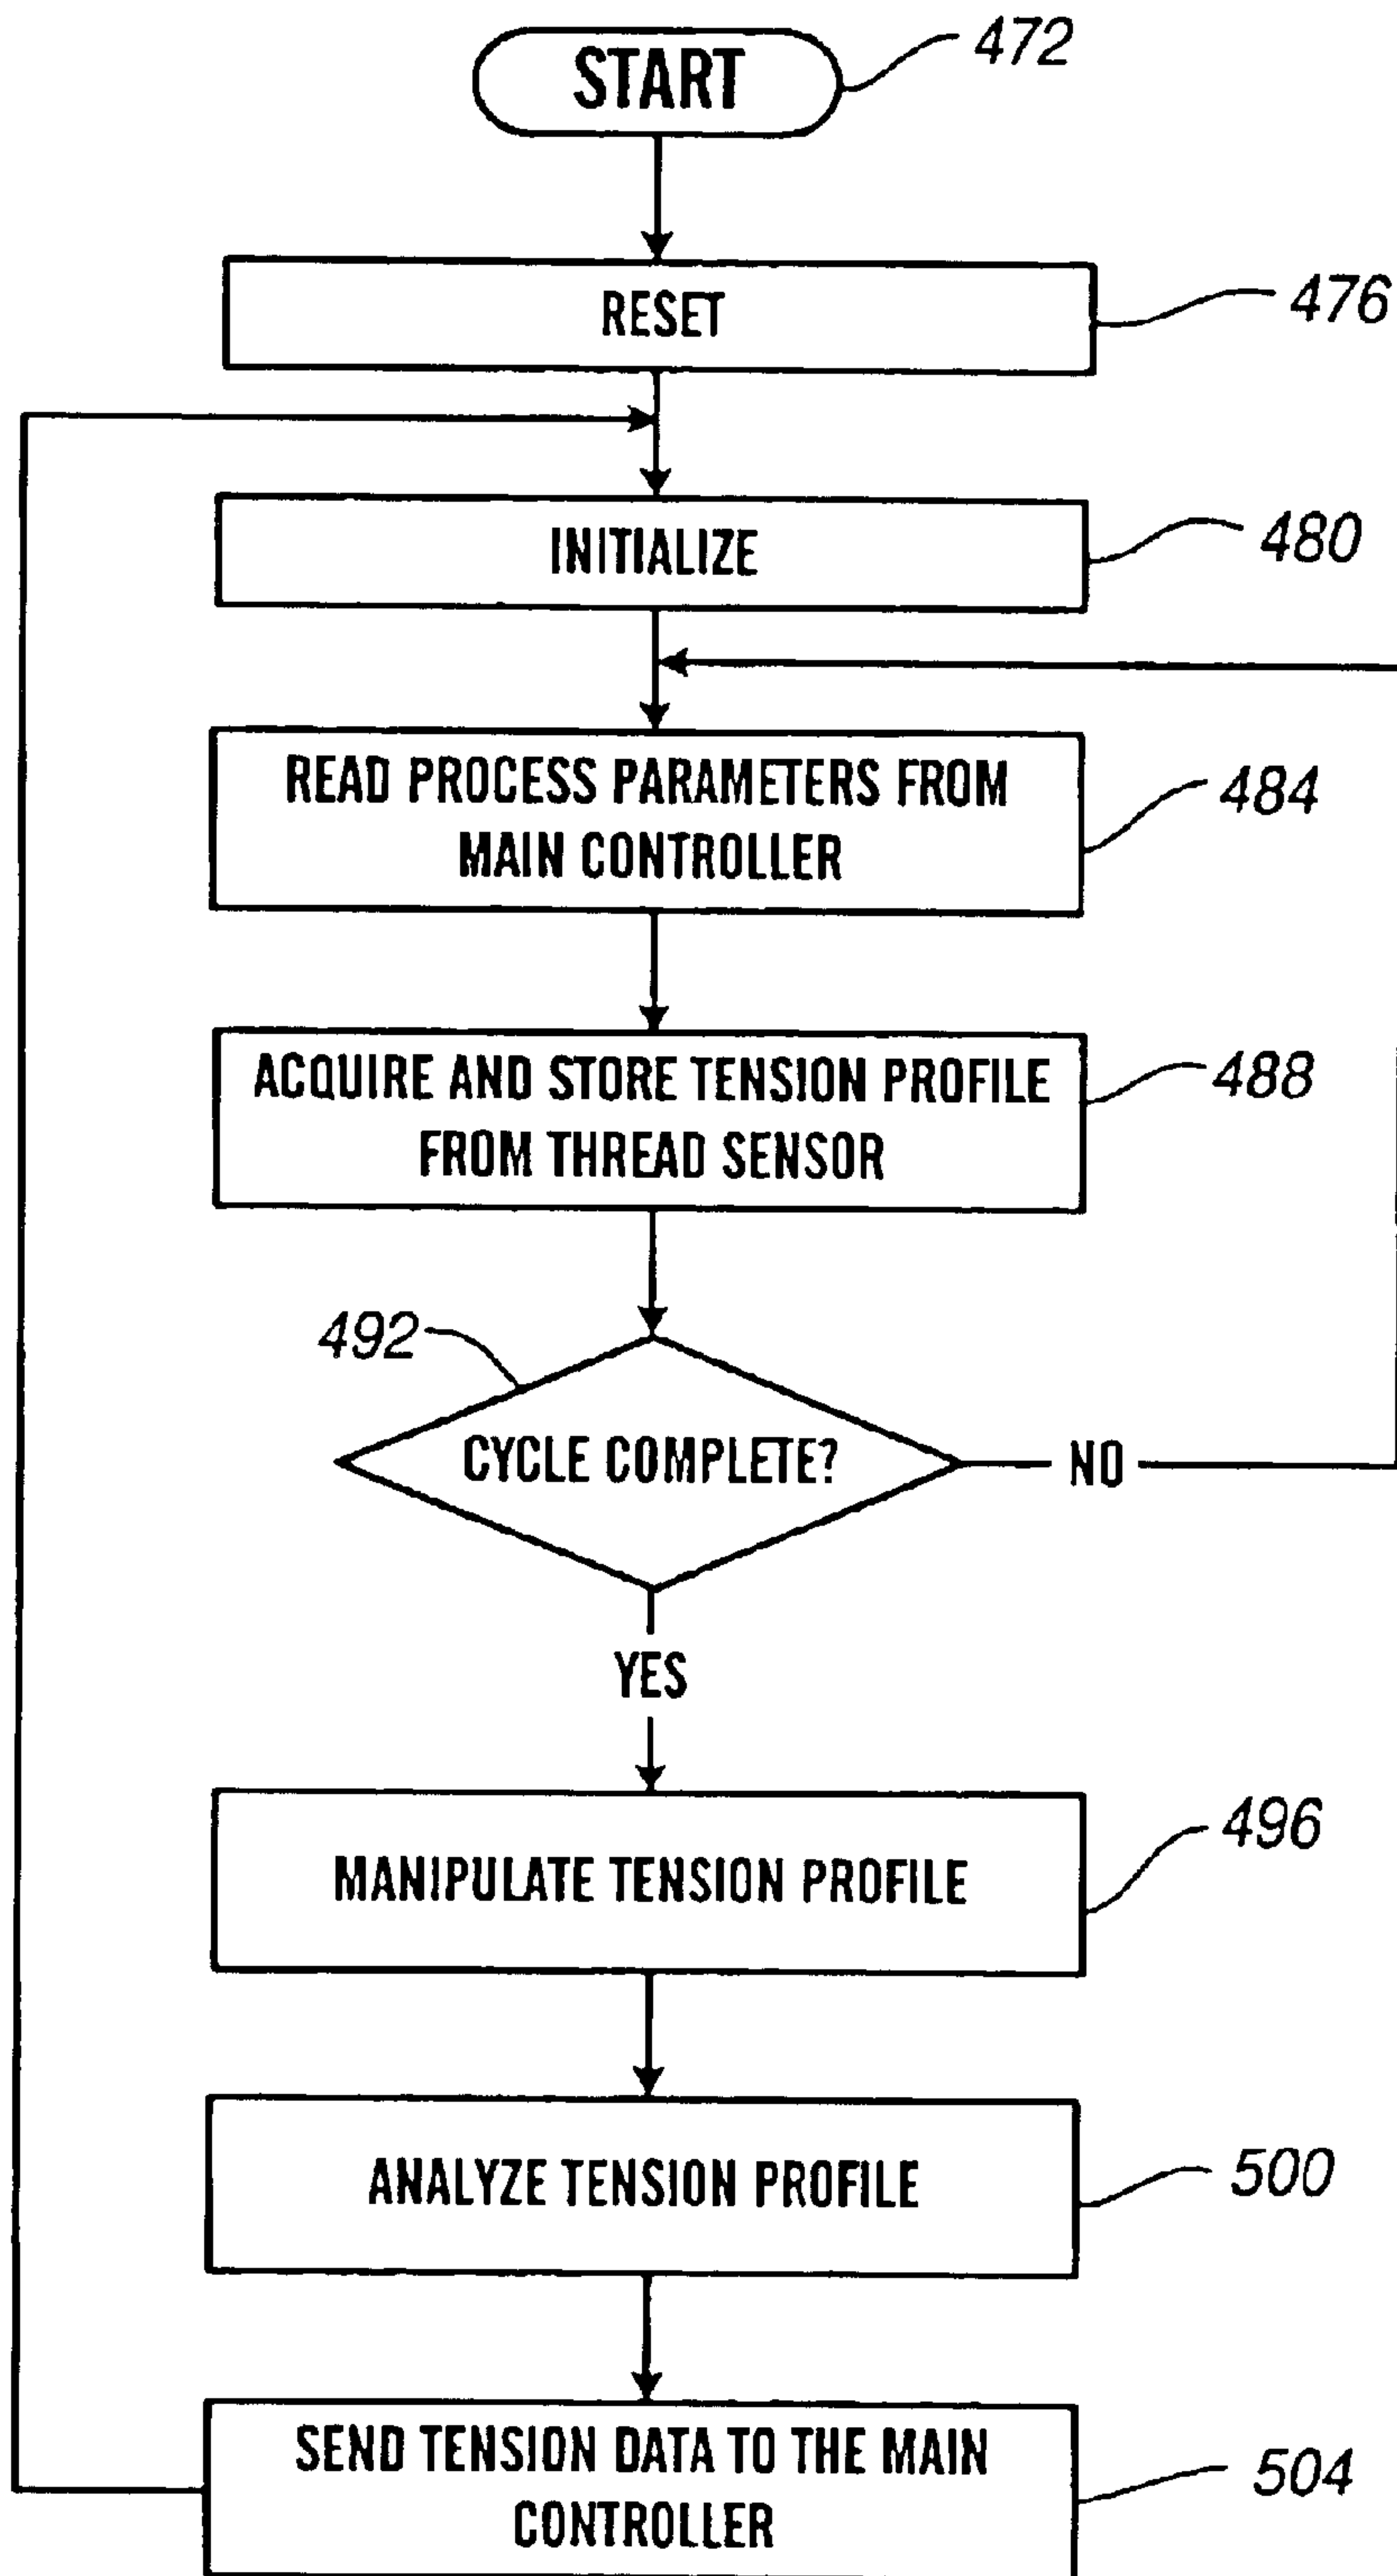 START
472
RESET
476
INITIALIZE
480
READ PROCESS PARAMETERS FROM
MAIN CONTROLLER
484
ACQUIRE AND STORE TENSION PROFILE
FROM THREAD SENSOR
488
492
CYCLE COMPLETE?
NO
YES
MANIPULATE TENSION PROFILE
496
ANALYZE TENSION PROFILE
500
SEND TENSION DATA TO THE MAIN
CONTROLLER
504